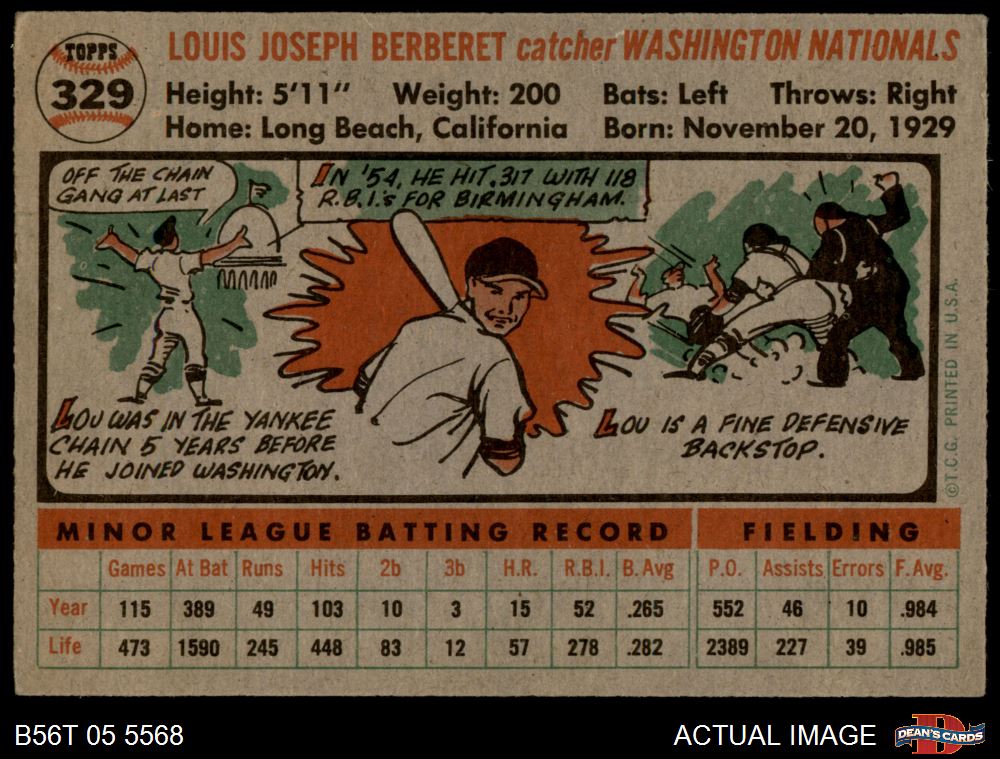 TOPPS
329
LOUIS JOSEPH BERBERET catcher WASHINGTON NATIONALS
Height: 5'11" Weight: 200 Bats: Left Throws: Right
Home: Long Beach, California Born: November 20, 1929
OFF THE CHAIN
GANG AT LAST
IN '54, HE HIT .317 WITH 118
R.B.I.'s FOR BIRMINGHAM.
LOU WAS IN THE YANKEE
CHAIN 5 YEARS BEFORE
HE JOINED WASHINGTON.
LOU IS A FINE DEFENSIVE
BACKSTOP.
©T.C.G. PRINTED IN U.S.A.
MINOR LEAGUE BATTING RECORD FIELDING
Games At Bat Runs Hits 2b 3b H.R. R.B.I. B. Avg P.O. Assists Errors F. Avg.
Year 115 389 49 103 10 3 15 52 .265 552 46 10 .984
Life 473 1590 245 448 83 12 57 278 .282 2389 227 39 .985
B56T 05 5568 ACTUAL IMAGE DEAN'S CARDS